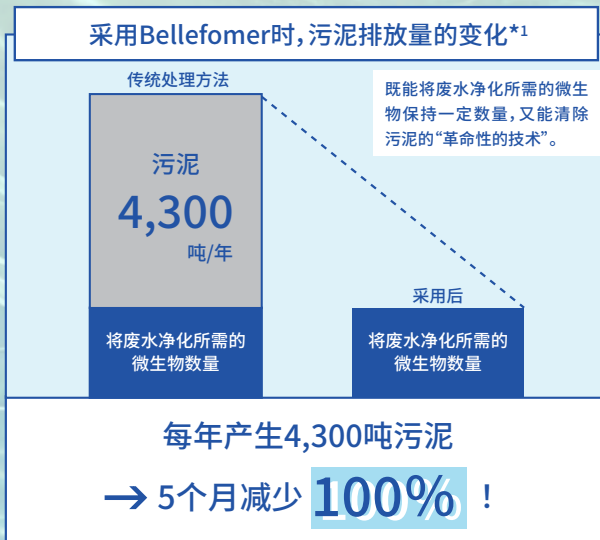 采用Bellefomer时，污泥排放量的变化*1
传统处理方法
既能将废水净化所需的微生
物保持一定数量，又能清除
污泥的“革命性的技术”。
污泥
4,300
吨/年
采用后
将废水净化所需的
微生物数量
将废水净化所需的
微生物数量
每年产生4,300吨污泥
→ 5个月减少 100% ！